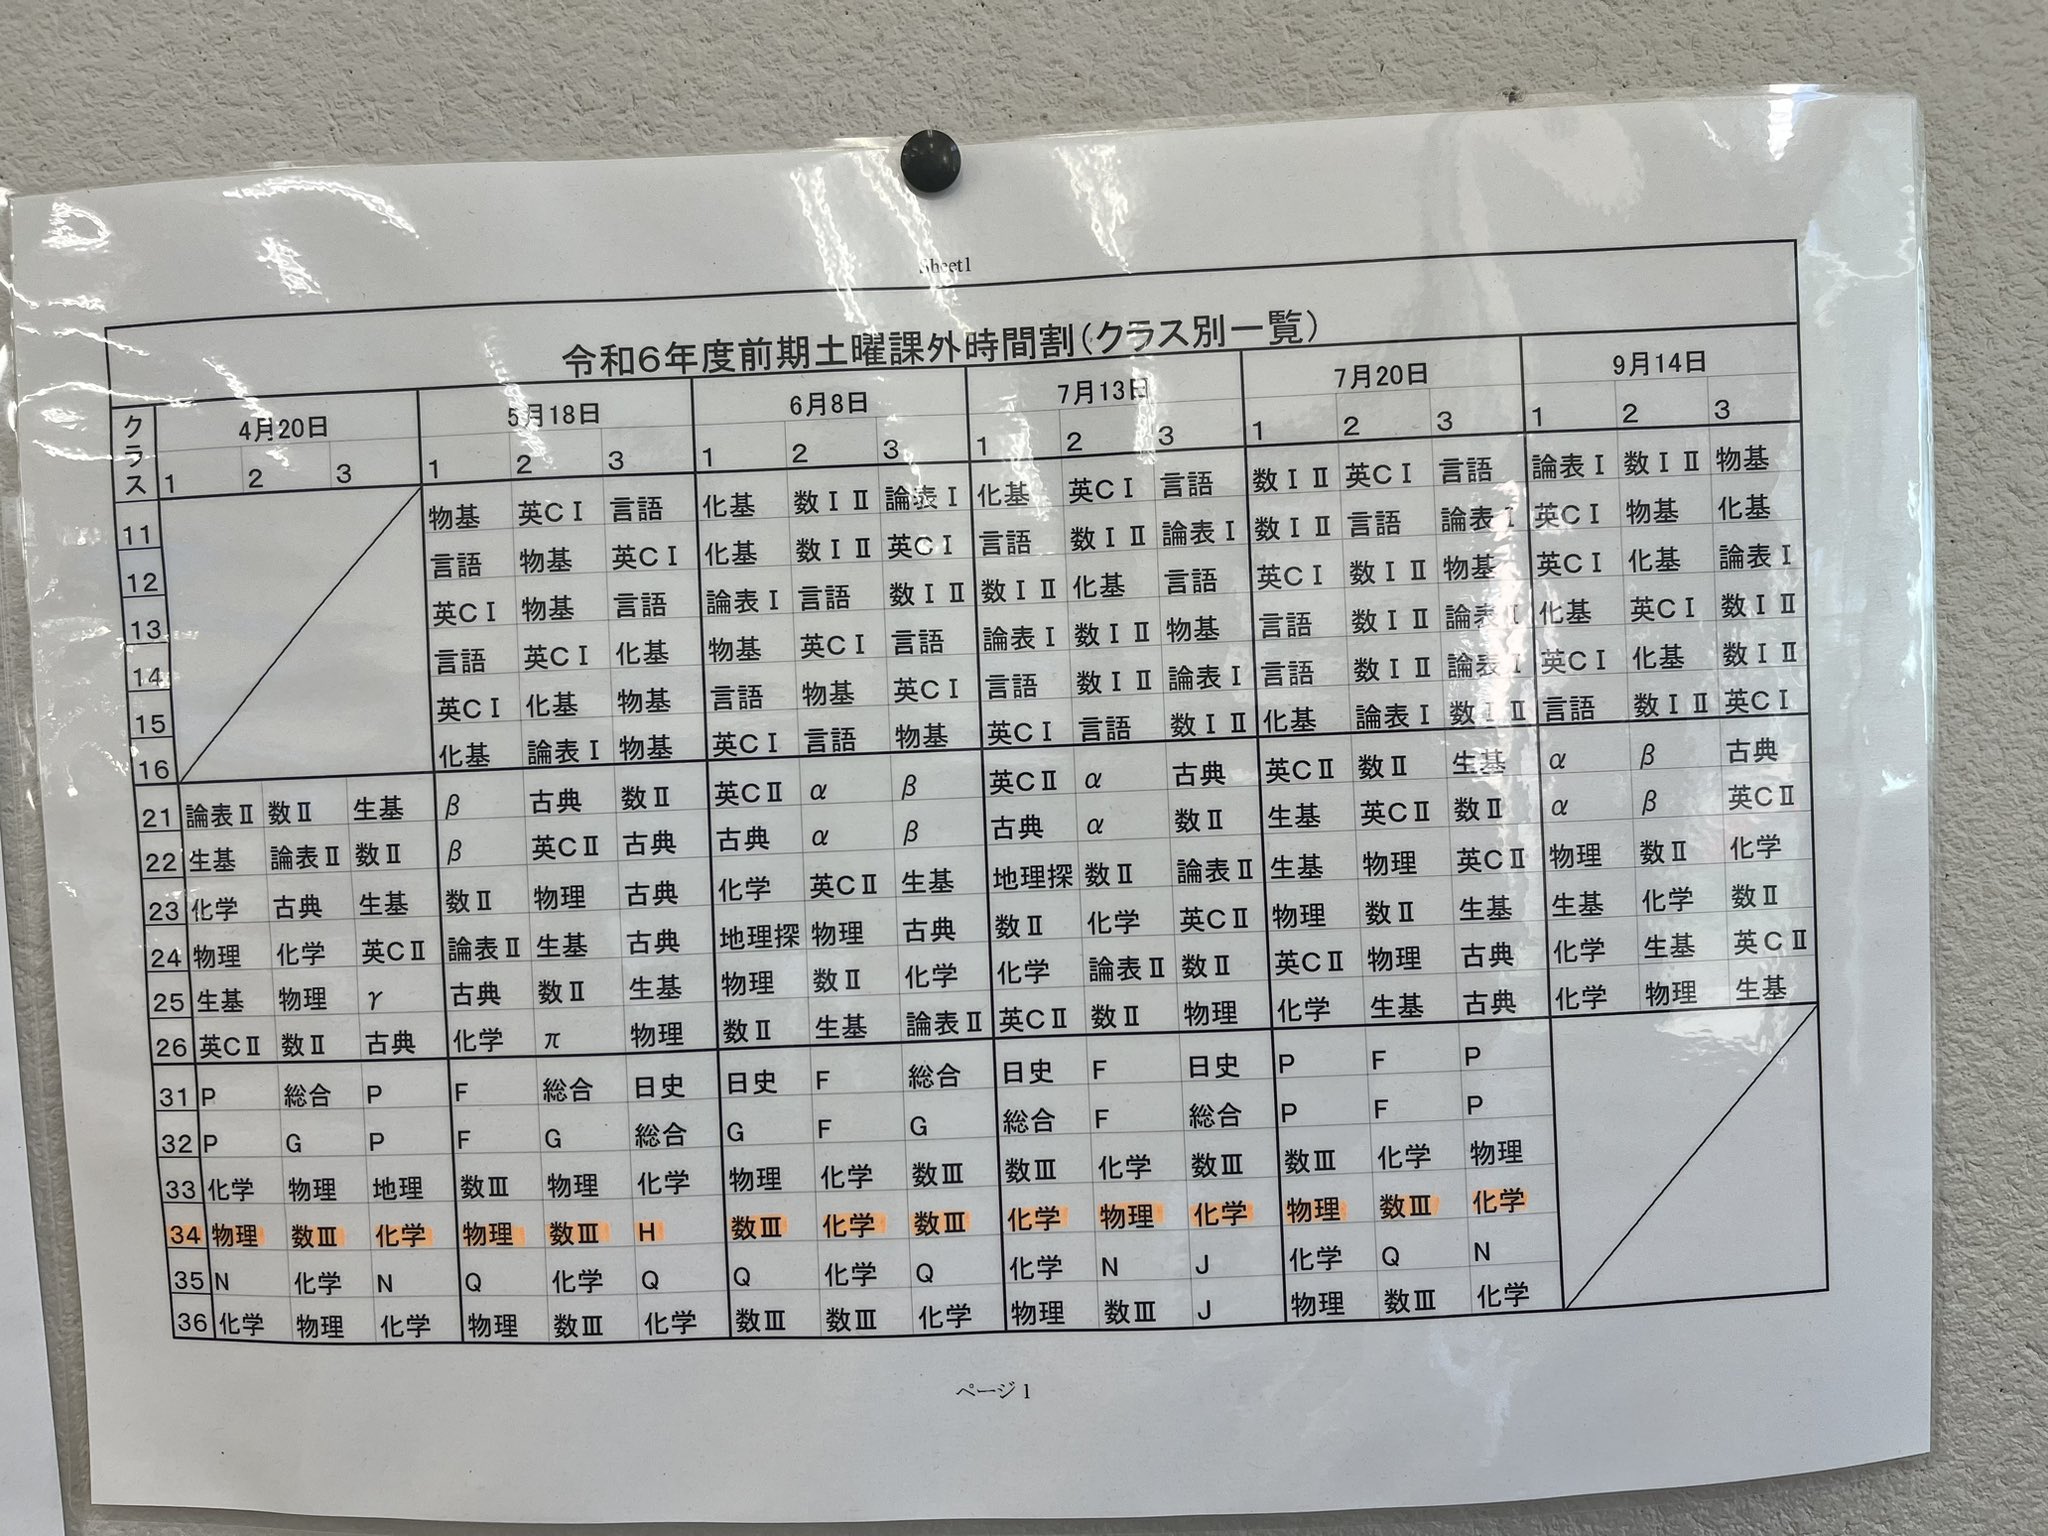 Sheet1
令和6年度前期土曜課外時間割(クラス別一覧)
クラス 4月20日 5月18日 6月8日 7月13日 7月20日 9月14日
1 2 3 1 2 3 1 2 3 1 2 3 1 2 3 1 2 3
11 物基 英CⅠ 言語 化基 数ⅠⅡ 論表Ⅰ 化基 英CⅠ 言語 数ⅠⅡ 英CⅠ 言語 論表Ⅰ 数ⅠⅡ 物基
12 言語 物基 英CⅠ 化基 数ⅠⅡ 英CⅠ 言語 数ⅠⅡ 論表Ⅰ 数ⅠⅡ 言語 論表Ⅰ 英CⅠ 物基 化基
13 英CⅠ 物基 言語 論表Ⅰ 言語 数ⅠⅡ 数ⅠⅡ 化基 言語 英CⅠ 数ⅠⅡ 物基 英CⅠ 化基 論表Ⅰ
14 言語 英CⅠ 化基 物基 英CⅠ 言語 論表Ⅰ 数ⅠⅡ 物基 言語 数ⅠⅡ 論表Ⅰ 化基 英CⅠ 数ⅠⅡ
15 英CⅠ 化基 物基 言語 物基 英CⅠ 言語 数ⅠⅡ 論表Ⅰ 言語 数ⅠⅡ 論表Ⅰ 英CⅠ 化基 数ⅠⅡ
16 化基 論表Ⅰ 物基 英CⅠ 言語 物基 英CⅠ 言語 数ⅠⅡ 化基 論表Ⅰ 数ⅠⅡ 言語 数ⅠⅡ 英CⅠ
21 論表Ⅱ 数Ⅱ 生基 β 古典 数Ⅱ 英CⅡ α β 英CⅡ α 古典 英CⅡ 数Ⅱ 生基 α β 古典
22 生基 論表Ⅱ 数Ⅱ β 英CⅡ 古典 古典 α β 古典 α 数Ⅱ 生基 英CⅡ 数Ⅱ α β 英CⅡ
23 化学 古典 生基 数Ⅱ 物理 古典 化学 英CⅡ 生基 地理探 数Ⅱ 論表Ⅱ 生基 物理 英CⅡ 物理 数Ⅱ 化学
24 物理 化学 英CⅡ 論表Ⅱ 生基 古典 地理探 物理 古典 数Ⅱ 化学 英CⅡ 物理 数Ⅱ 生基 生基 化学 数Ⅱ
25 生基 物理 γ 古典 数Ⅱ 生基 物理 数Ⅱ 化学 化学 論表Ⅱ 数Ⅱ 英CⅡ 物理 古典 化学 生基 英CⅡ
26 英CⅡ 数Ⅱ 古典 化学 π 物理 数Ⅱ 生基 論表Ⅱ 英CⅡ 数Ⅱ 物理 化学 生基 古典 化学 物理 生基
31 P 総合 P F 総合 日史 日史 F 総合 日史 F 日史 P F P
32 P G P F G 総合 G F G 総合 F 総合 P F P
33 化学 物理 地理 数Ⅲ 物理 化学 物理 化学 数Ⅲ 数Ⅲ 化学 数Ⅲ 数Ⅲ 化学 物理
34 物理 数Ⅲ 化学 物理 数Ⅲ H 数Ⅲ 化学 数Ⅲ 化学 物理 化学 物理 数Ⅲ 化学
35 N 化学 N Q 化学 Q Q 化学 Q 化学 N J 化学 Q N
36 化学 物理 化学 物理 数Ⅲ 化学 数Ⅲ 数Ⅲ 化学 物理 数Ⅲ J 物理 数Ⅲ 化学
ページ 1